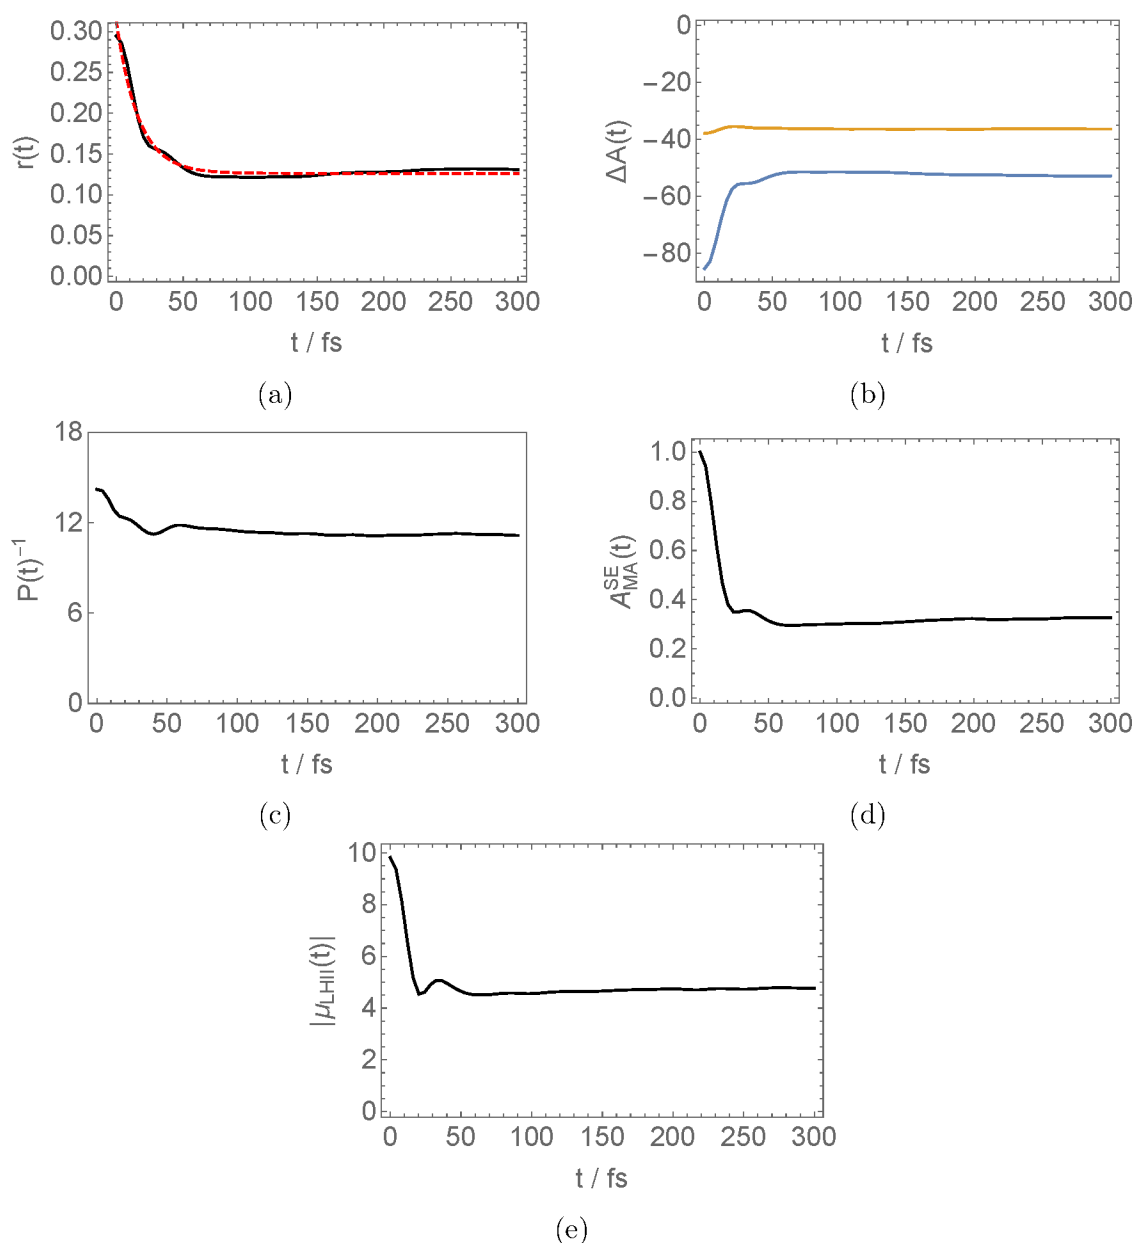 0.30
0.25
0.20
0.15
0.10
0.05
0.00
r(t)
0 50 100 150 200 250 300
t / fs
(a)
0
−20
−40
−60
−80
ΔA(t)
0 50 100 150 200 250 300
t / fs
(b)
18
12
6
0
P(t)⁻¹
0 50 100 150 200 250 300
t / fs
(c)
1.0
0.8
0.6
0.4
0.2
0.0
A^SE_MA(t)
0 50 100 150 200 250 300
t / fs
(d)
10
8
6
4
2
0
|μ_LHII(t)|
0 50 100 150 200 250 300
t / fs
(e)